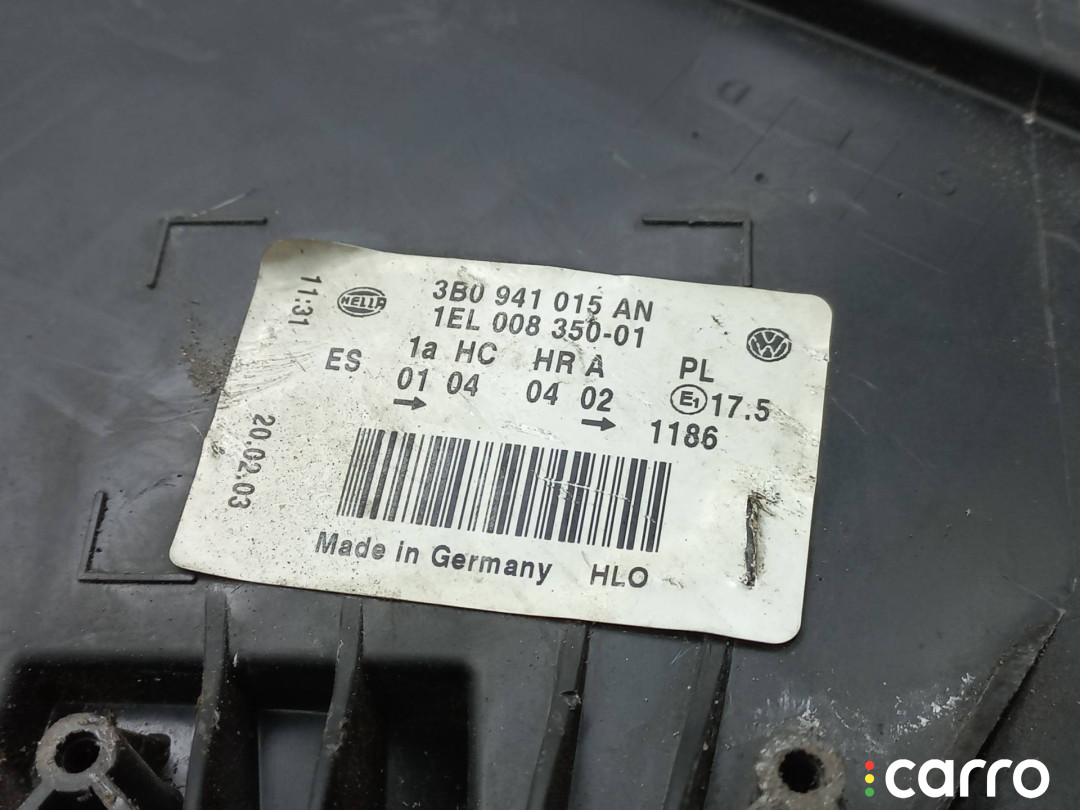 HELLA
3B0 941 015 AN
1EL 008 350-01
ES 1a HC HR A PL
01 04 04 02 E1 17.5
→ → 1186
11:31
20.02.03
Made in Germany HLO
VW
carro